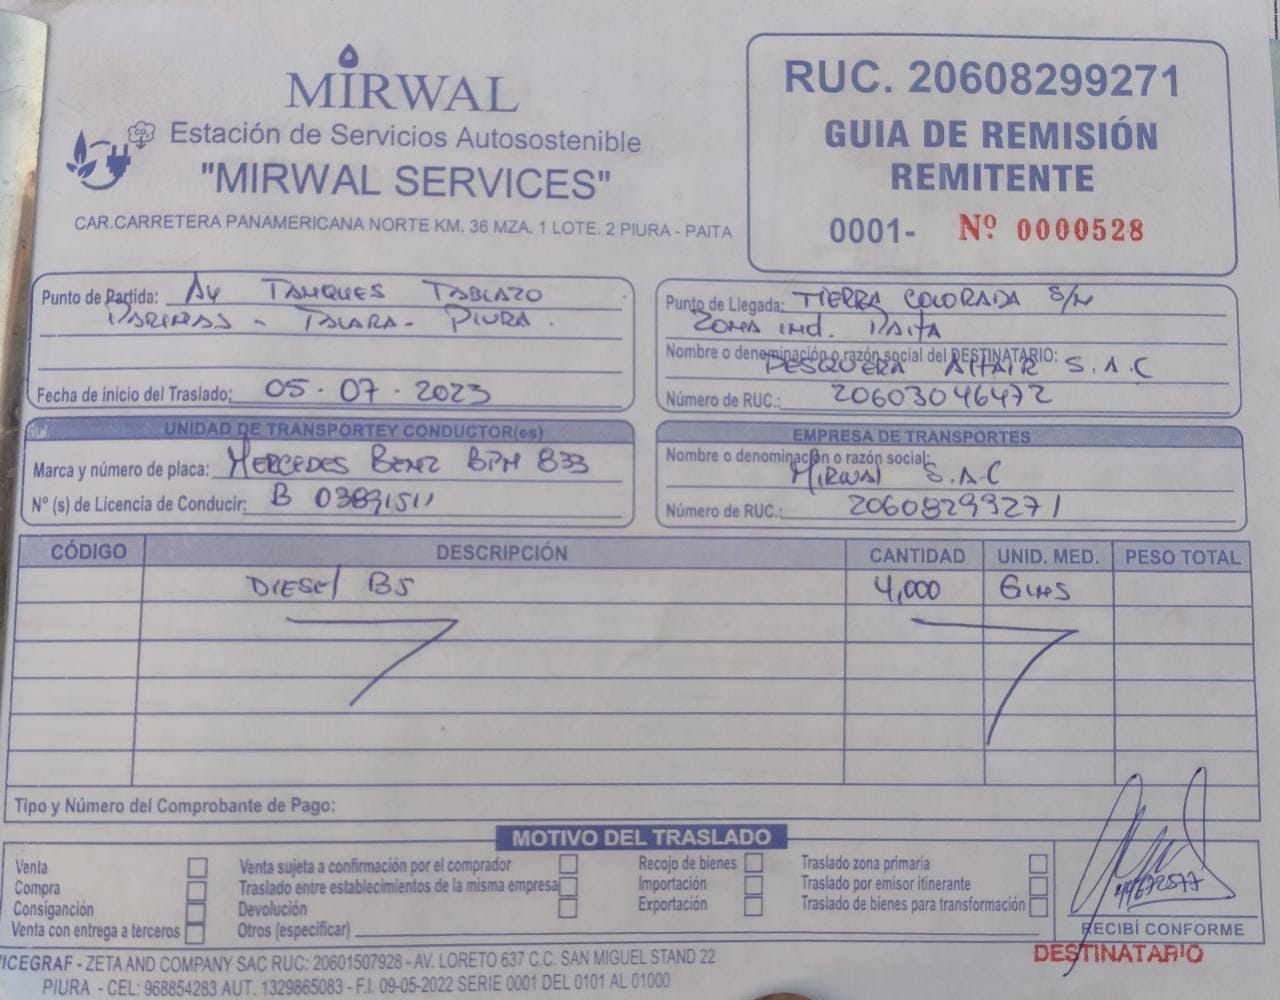 MIRWAL
CO₂
Estación de Servicios Autosostenible
"MIRWAL SERVICES"
CAR.CARRETERA PANAMERICANA NORTE KM. 36 MZA. 1 LOTE. 2 PIURA - PAITA
RUC. 20608299271
GUIA DE REMISIÓN
REMITENTE
0001- Nº 0000528
Punto de Partida: AV TANQUES TABLAZO
PARIÑAS - TALARA - PIURA.
Fecha de inicio del Traslado: 05-07-2023
Punto de Llegada: TIERRA COLORADA S/N
ZONA IND. PAITA
Nombre o denominación o razón social del DESTINATARIO:
PESQUERA ALTAIR S.A.C
Número de RUC.: 20603046472
UNIDAD DE TRANSPORTEY CONDUCTOR(es)
Marca y número de placa: MERCEDES BENZ BPN 833
Nº (s) de Licencia de Conducir: B 03891511
EMPRESA DE TRANSPORTES
Nombre o denominación o razón social:
MIRWAL S.A.C
Número de RUC.: 20608299271
CÓDIGO DESCRIPCIÓN CANTIDAD UNID. MED. PESO TOTAL
DIESEL B5 4,000 GLNS
Tipo y Número del Comprobante de Pago:
MOTIVO DEL TRASLADO
Venta
Compra
Consiganción
Venta con entrega a terceros
Venta sujeta a confirmación por el comprador
Traslado entre establecimientos de la misma empresa
Devolución
Otros (especificar)
Recojo de bienes
Importación
Exportación
Traslado zona primaria
Traslado por emisor itinerante
Traslado de bienes para transformación
44672577
RECIBÍ CONFORME
DESTINATARIO
ICEGRAF - ZETA AND COMPANY SAC RUC: 20601507928 - AV. LORETO 637 C.C. SAN MIGUEL STAND 22
PIURA - CEL: 968854283 AUT. 1329865083 - F.I. 09-05-2022 SERIE 0001 DEL 0101 AL 01000